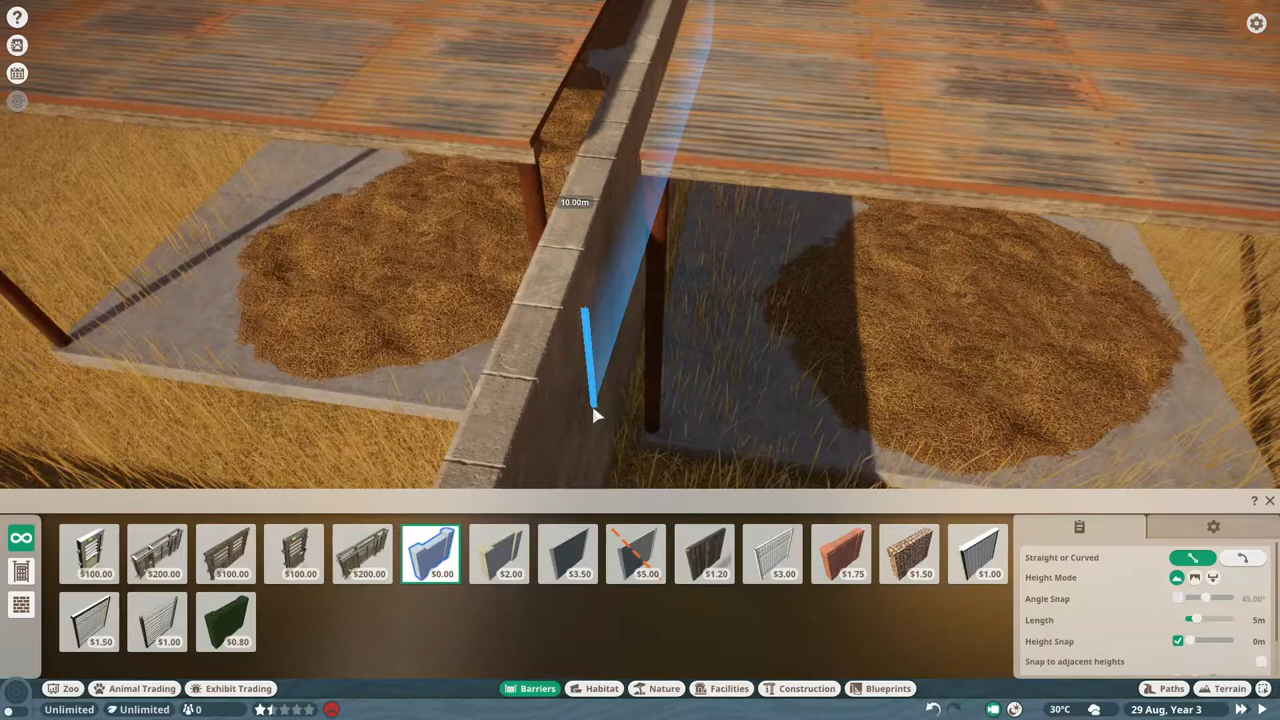 ?
10.00m
?
$100.00
$200.00
$100.00
$100.00
$200.00
$0.00
$2.00
$3.50
$5.00
$1.20
$3.00
$1.75
$1.50
$1.00
$1.50
$1.00
$0.80
Straight or Curved
Height Mode
Angle Snap 45.00°
Length 5m
Height Snap 0m
Snap to adjacent heights
Zoo Animal Trading Exhibit Trading Barriers Habitat Nature Facilities Construction Blueprints Paths Terrain
Unlimited Unlimited 0 30°C 29 Aug, Year 3